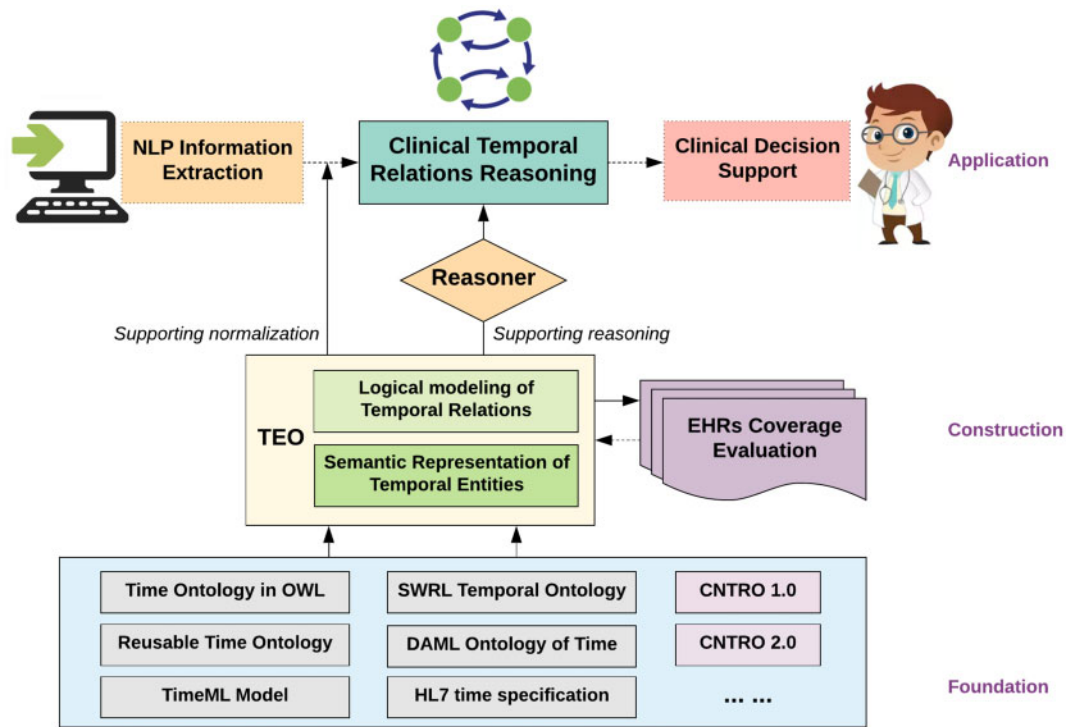 NLP Information
Extraction
Clinical Temporal
Relations Reasoning
Clinical Decision
Support
Application
Reasoner
Supporting normalization
Supporting reasoning
TEO
Logical modeling of
Temporal Relations
Semantic Representation of
Temporal Entities
EHRs Coverage
Evaluation
Construction
Time Ontology in OWL
SWRL Temporal Ontology
CNTRO 1.0
Reusable Time Ontology
DAML Ontology of Time
CNTRO 2.0
TimeML Model
HL7 time specification
... ...
Foundation